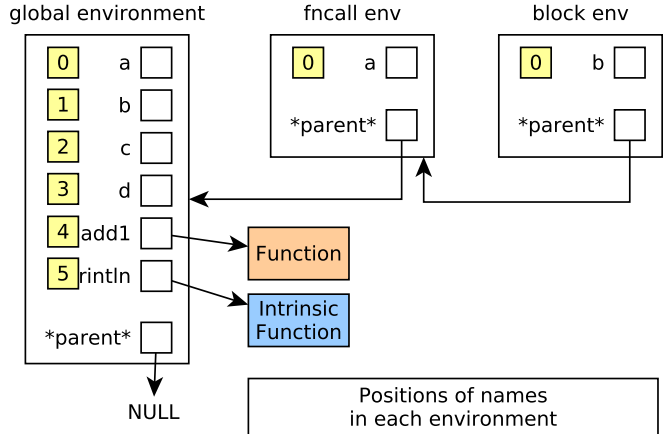 global environment
fncall env
block env
0 a
1 b
2 c
3 d
4 add1
5 rintln
*parent*
NULL
0 a
*parent*
0 b
*parent*
Function
Intrinsic
Function
Positions of names
in each environment